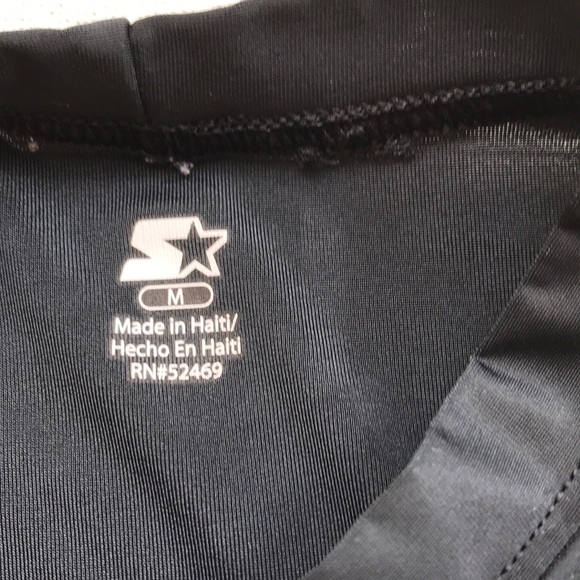 M
Made in Haiti/
Hecho En Haiti
RN#52469